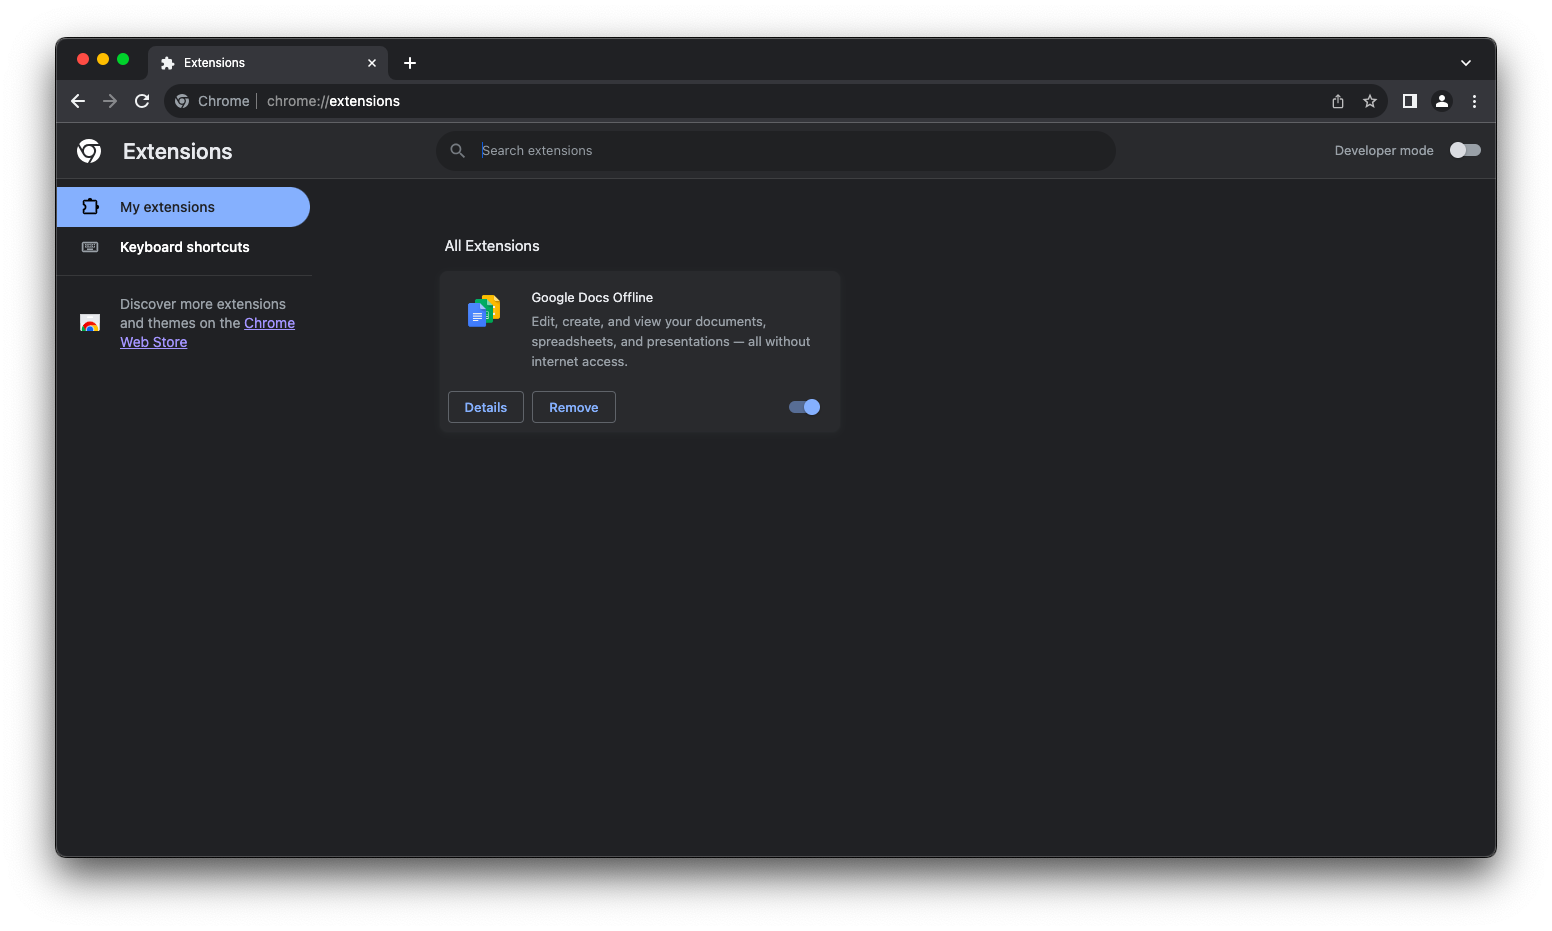 Extensions
Chrome
chrome://extensions
Extensions
Search extensions
Developer mode
My extensions
Keyboard shortcuts
Discover more extensions
and themes on the Chrome
Web Store
All Extensions
Google Docs Offline
Edit, create, and view your documents,
spreadsheets, and presentations — all without
internet access.
Details
Remove